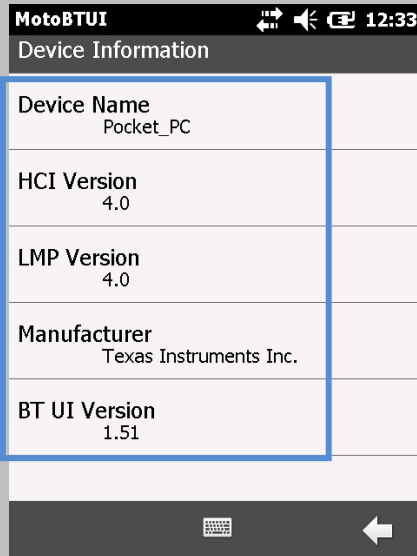 MotoBTUI 12:33
Device Information
Device Name
Pocket_PC
HCI Version
4.0
LMP Version
4.0
Manufacturer
Texas Instruments Inc.
BT UI Version
1.51